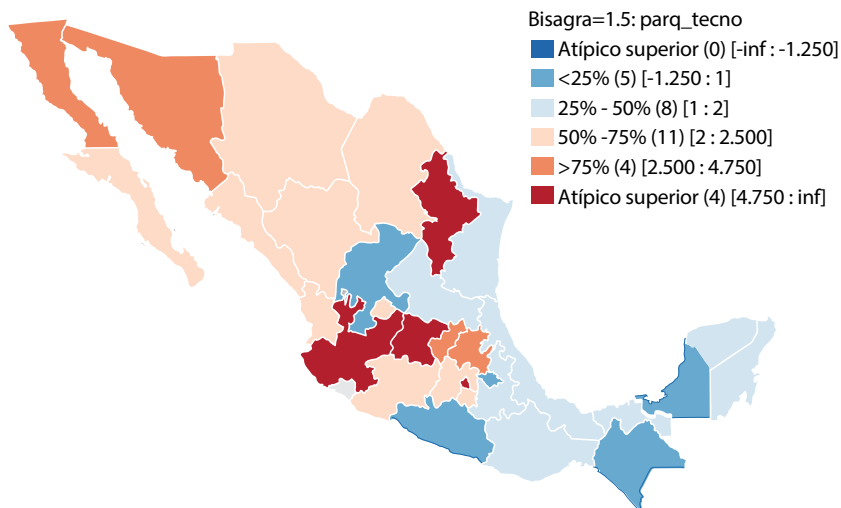 Bisagra=1.5: parq_tecno
Atípico superior (0) [-inf : -1.250]
<25% (5) [-1.250 : 1]
25% - 50% (8) [1 : 2]
50% -75% (11) [2 : 2.500]
>75% (4) [2.500 : 4.750]
Atípico superior (4) [4.750 : inf]